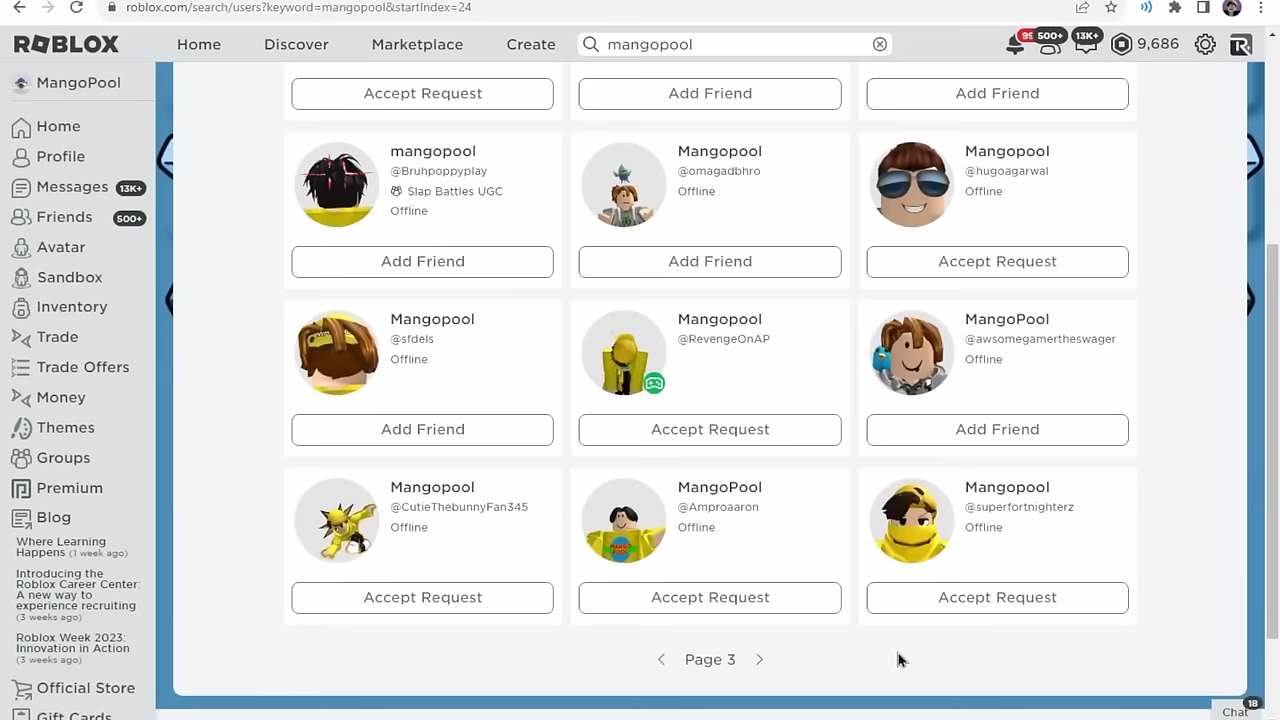 roblox.com/search/users?keyword=mangopool&startIndex=24
ROBLOX
Home
Discover
Marketplace
Create
mangopool
500+
13K+
9,686
MangoPool
Home
Profile
Messages 13K+
Friends 500+
Avatar
Sandbox
Inventory
Trade
Trade Offers
Money
Themes
Groups
Premium
Blog
Where Learning
Happens (1 week ago)
Introducing the
Roblox Career Center:
A new way to
experience recruiting
(3 weeks ago)
Roblox Week 2023:
Innovation in Action
(3 weeks ago)
Official Store
Gift Cards
Accept Request
Add Friend
Add Friend
mangopool
@Bruhpoppyplay
Slap Battles UGC
Offline
Add Friend
Mangopool
@omagadbhro
Offline
Add Friend
Mangopool
@hugoagarwal
Offline
Accept Request
Mangopool
@sfdels
Offline
Add Friend
Mangopool
@RevengeOnAP
Accept Request
MangoPool
@awsomegamertheswager
Offline
Add Friend
Mangopool
@CutieThebunnyFan345
Offline
Accept Request
MangoPool
@Amproaaron
Offline
MANGO
POOL
Accept Request
Mangopool
@superfortnighterz
Offline
Accept Request
Page 3
Chat 18